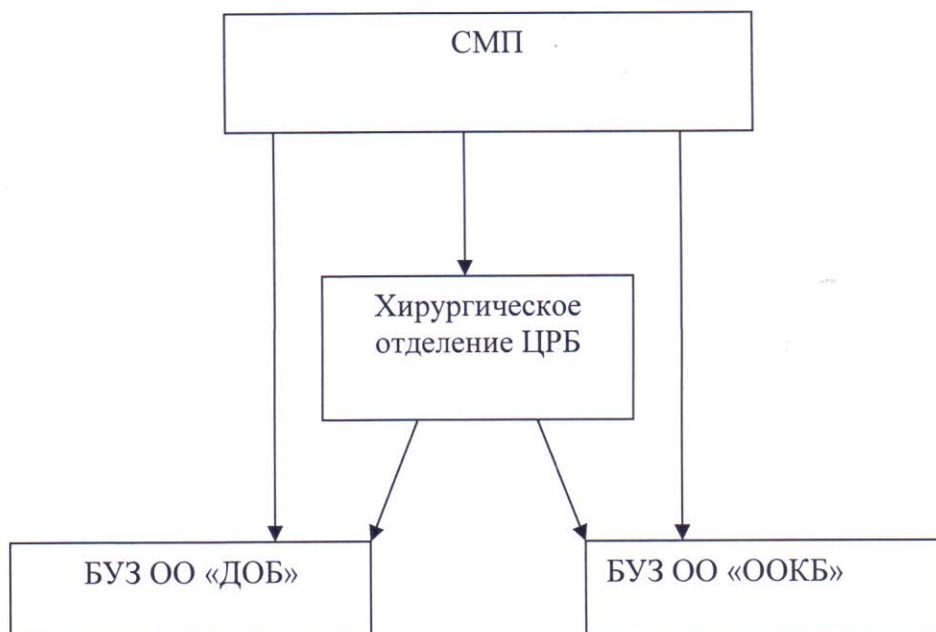 СМП
Хирургическое
отделение ЦРБ
БУЗ ОО «ДОБ»
БУЗ ОО «ООКБ»